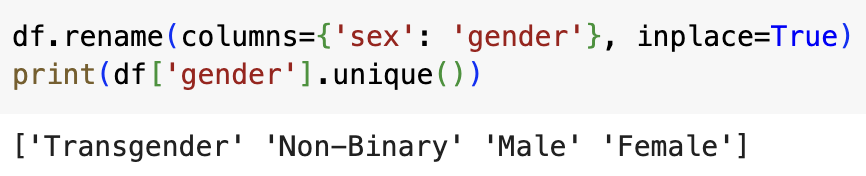 df.rename(columns={'sex': 'gender'}, inplace=True)
print(df['gender'].unique())
['Transgender' 'Non-Binary' 'Male' 'Female']